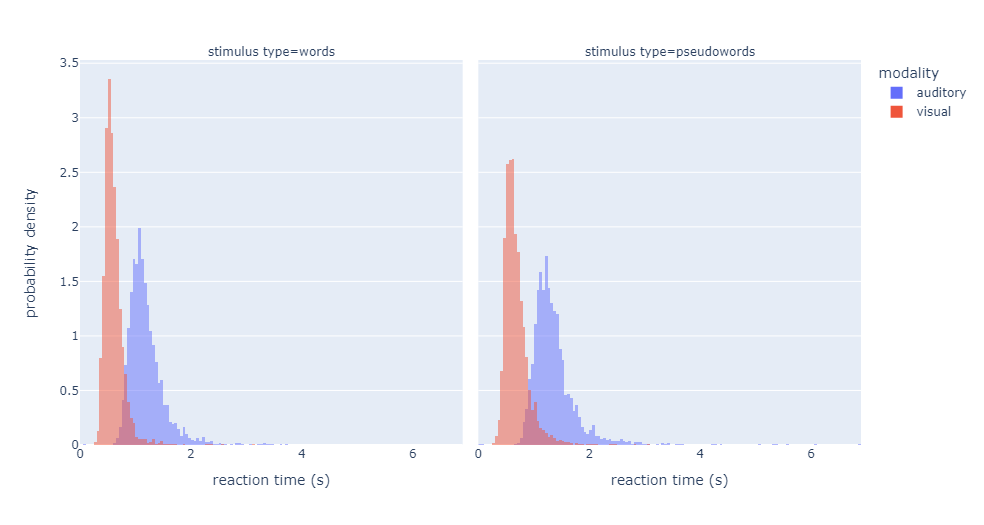 stimulus type=words
stimulus type=pseudowords
modality
auditory
visual
probability density
3.5
3
2.5
2
1.5
1
0.5
0
0 2 4 6
0 2 4 6
reaction time (s)
reaction time (s)